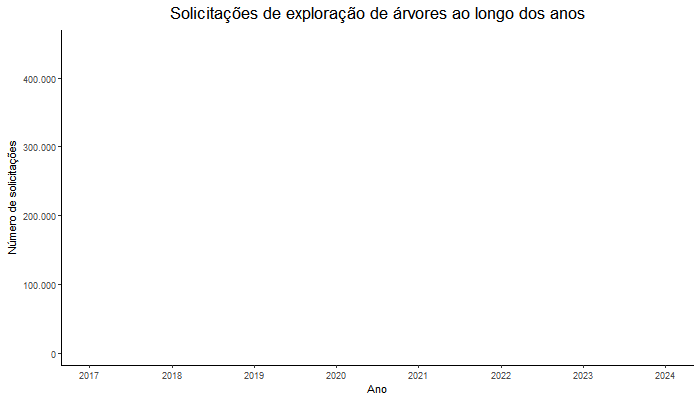 Solicitações de exploração de árvores ao longo dos anos
Número de solicitações
400.000
300.000
200.000
100.000
0
2017 2018 2019 2020 2021 2022 2023 2024
Ano